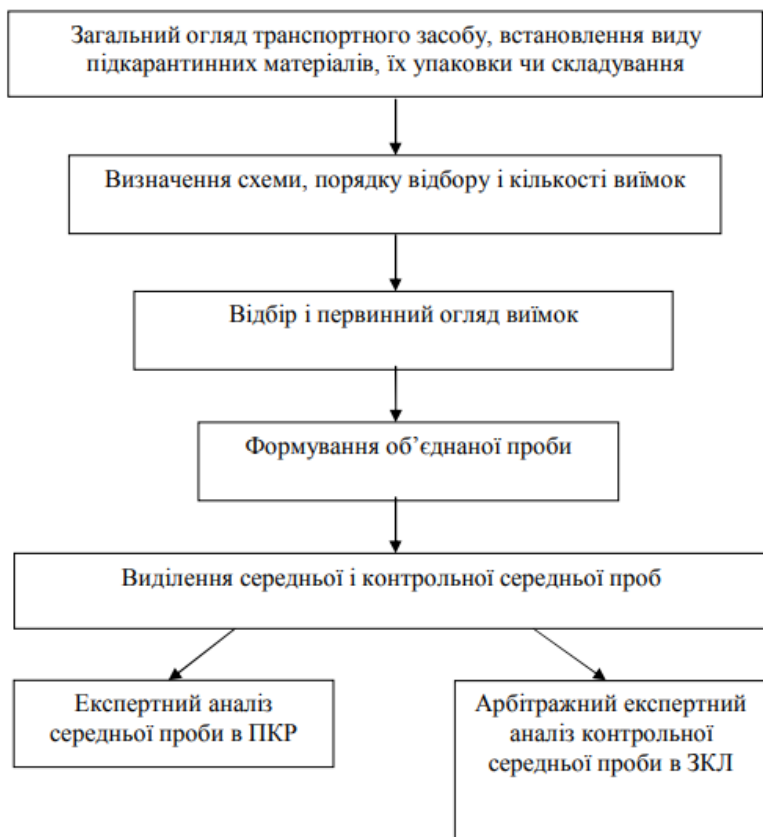 Загальний огляд транспортного засобу, встановлення виду
підкарантинних матеріалів, їх упаковки чи складування
Визначення схеми, порядку відбору і кількості виїмок
Відбір і первинний огляд виїмок
Формування об’єднаної проби
Виділення середньої і контрольної середньої проб
Експертний аналіз
середньої проби в ПКР
Арбітражний експертний
аналіз контрольної
середньої проби в ЗКЛ